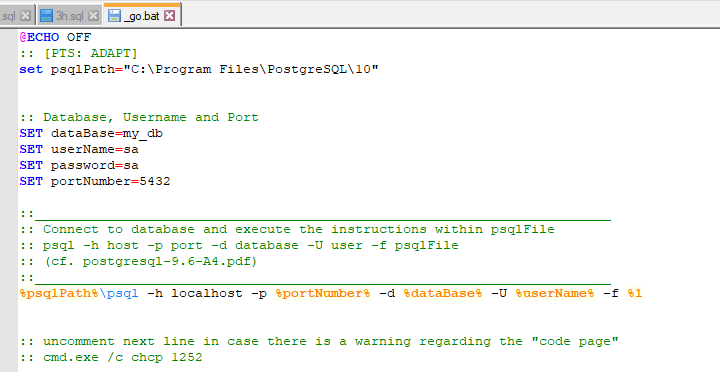 .sql 3h.sql _go.bat
@ECHO OFF
:: [PTS: ADAPT]
set psqlPath="C:\Program Files\PostgreSQL\10"
:: Database, Username and Port
SET dataBase=my_db
SET userName=sa
SET password=sa
SET portNumber=5432
::_____________________________________________________________________________
:: Connect to database and execute the instructions within psqlFile
:: psql -h host -p port -d database -U user -f psqlFile
:: (cf. postgresql-9.6-A4.pdf)
::_____________________________________________________________________________
%psqlPath%\psql -h localhost -p %portNumber% -d %dataBase% -U %userName% -f %1
:: uncomment next line in case there is a warning regarding the "code page"
:: cmd.exe /c chcp 1252